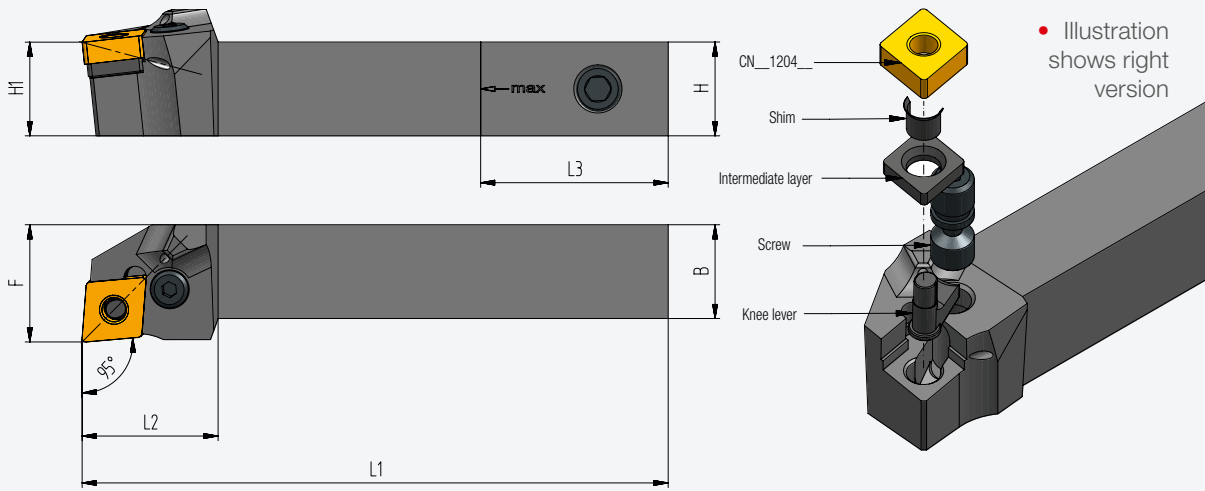 H1
max
H
L3
F
B
95°
L2
L1
CN__1204__
Shim
Intermediate layer
Screw
Knee lever
• Illustration
shows right
version